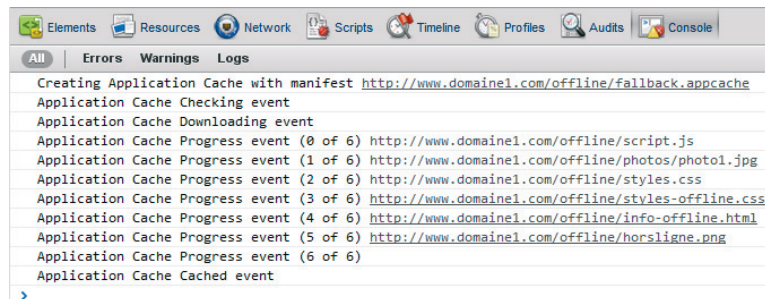 Elements Resources Network Scripts Timeline Profiles Audits Console
All Errors Warnings Logs
Creating Application Cache with manifest http://www.domaine1.com/offline/fallback.appcache
Application Cache Checking event
Application Cache Downloading event
Application Cache Progress event (0 of 6) http://www.domaine1.com/offline/script.js
Application Cache Progress event (1 of 6) http://www.domaine1.com/offline/photos/photo1.jpg
Application Cache Progress event (2 of 6) http://www.domaine1.com/offline/styles.css
Application Cache Progress event (3 of 6) http://www.domaine1.com/offline/styles-offline.css
Application Cache Progress event (4 of 6) http://www.domaine1.com/offline/info-offline.html
Application Cache Progress event (5 of 6) http://www.domaine1.com/offline/horsligne.png
Application Cache Progress event (6 of 6)
Application Cache Cached event
>